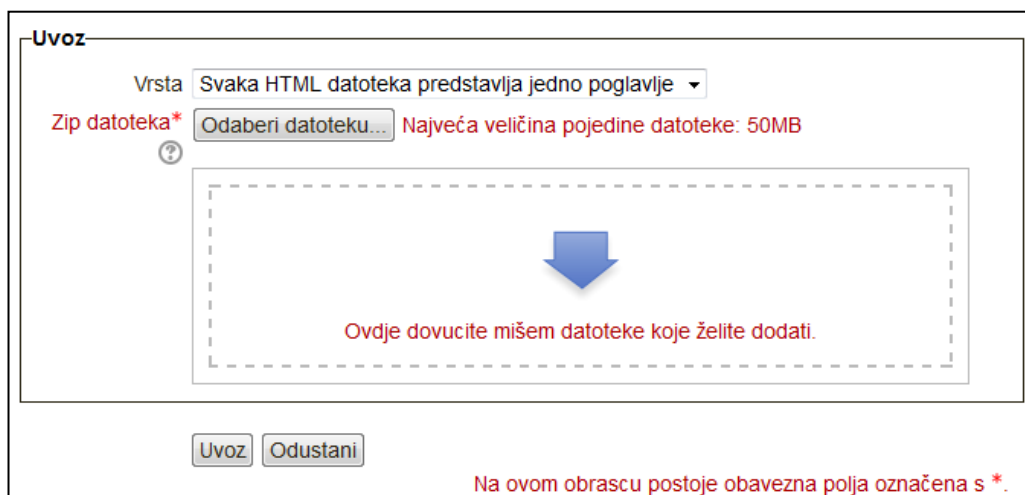 Uvoz
Vrsta Svaka HTML datoteka predstavlja jedno poglavlje
Zip datoteka* Odaberi datoteku... Najveća veličina pojedine datoteke: 50MB
?
Ovdje dovucite mišem datoteke koje želite dodati.
Uvoz Odustani
Na ovom obrascu postoje obavezna polja označena s *.